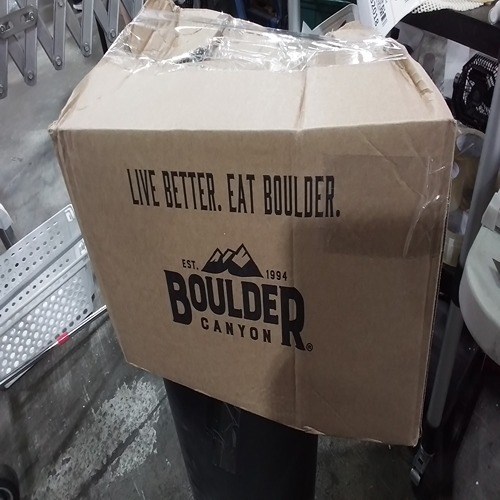 LIVE BETTER. EAT BOULDER.
EST. 1994
BOULDER
CANYON®